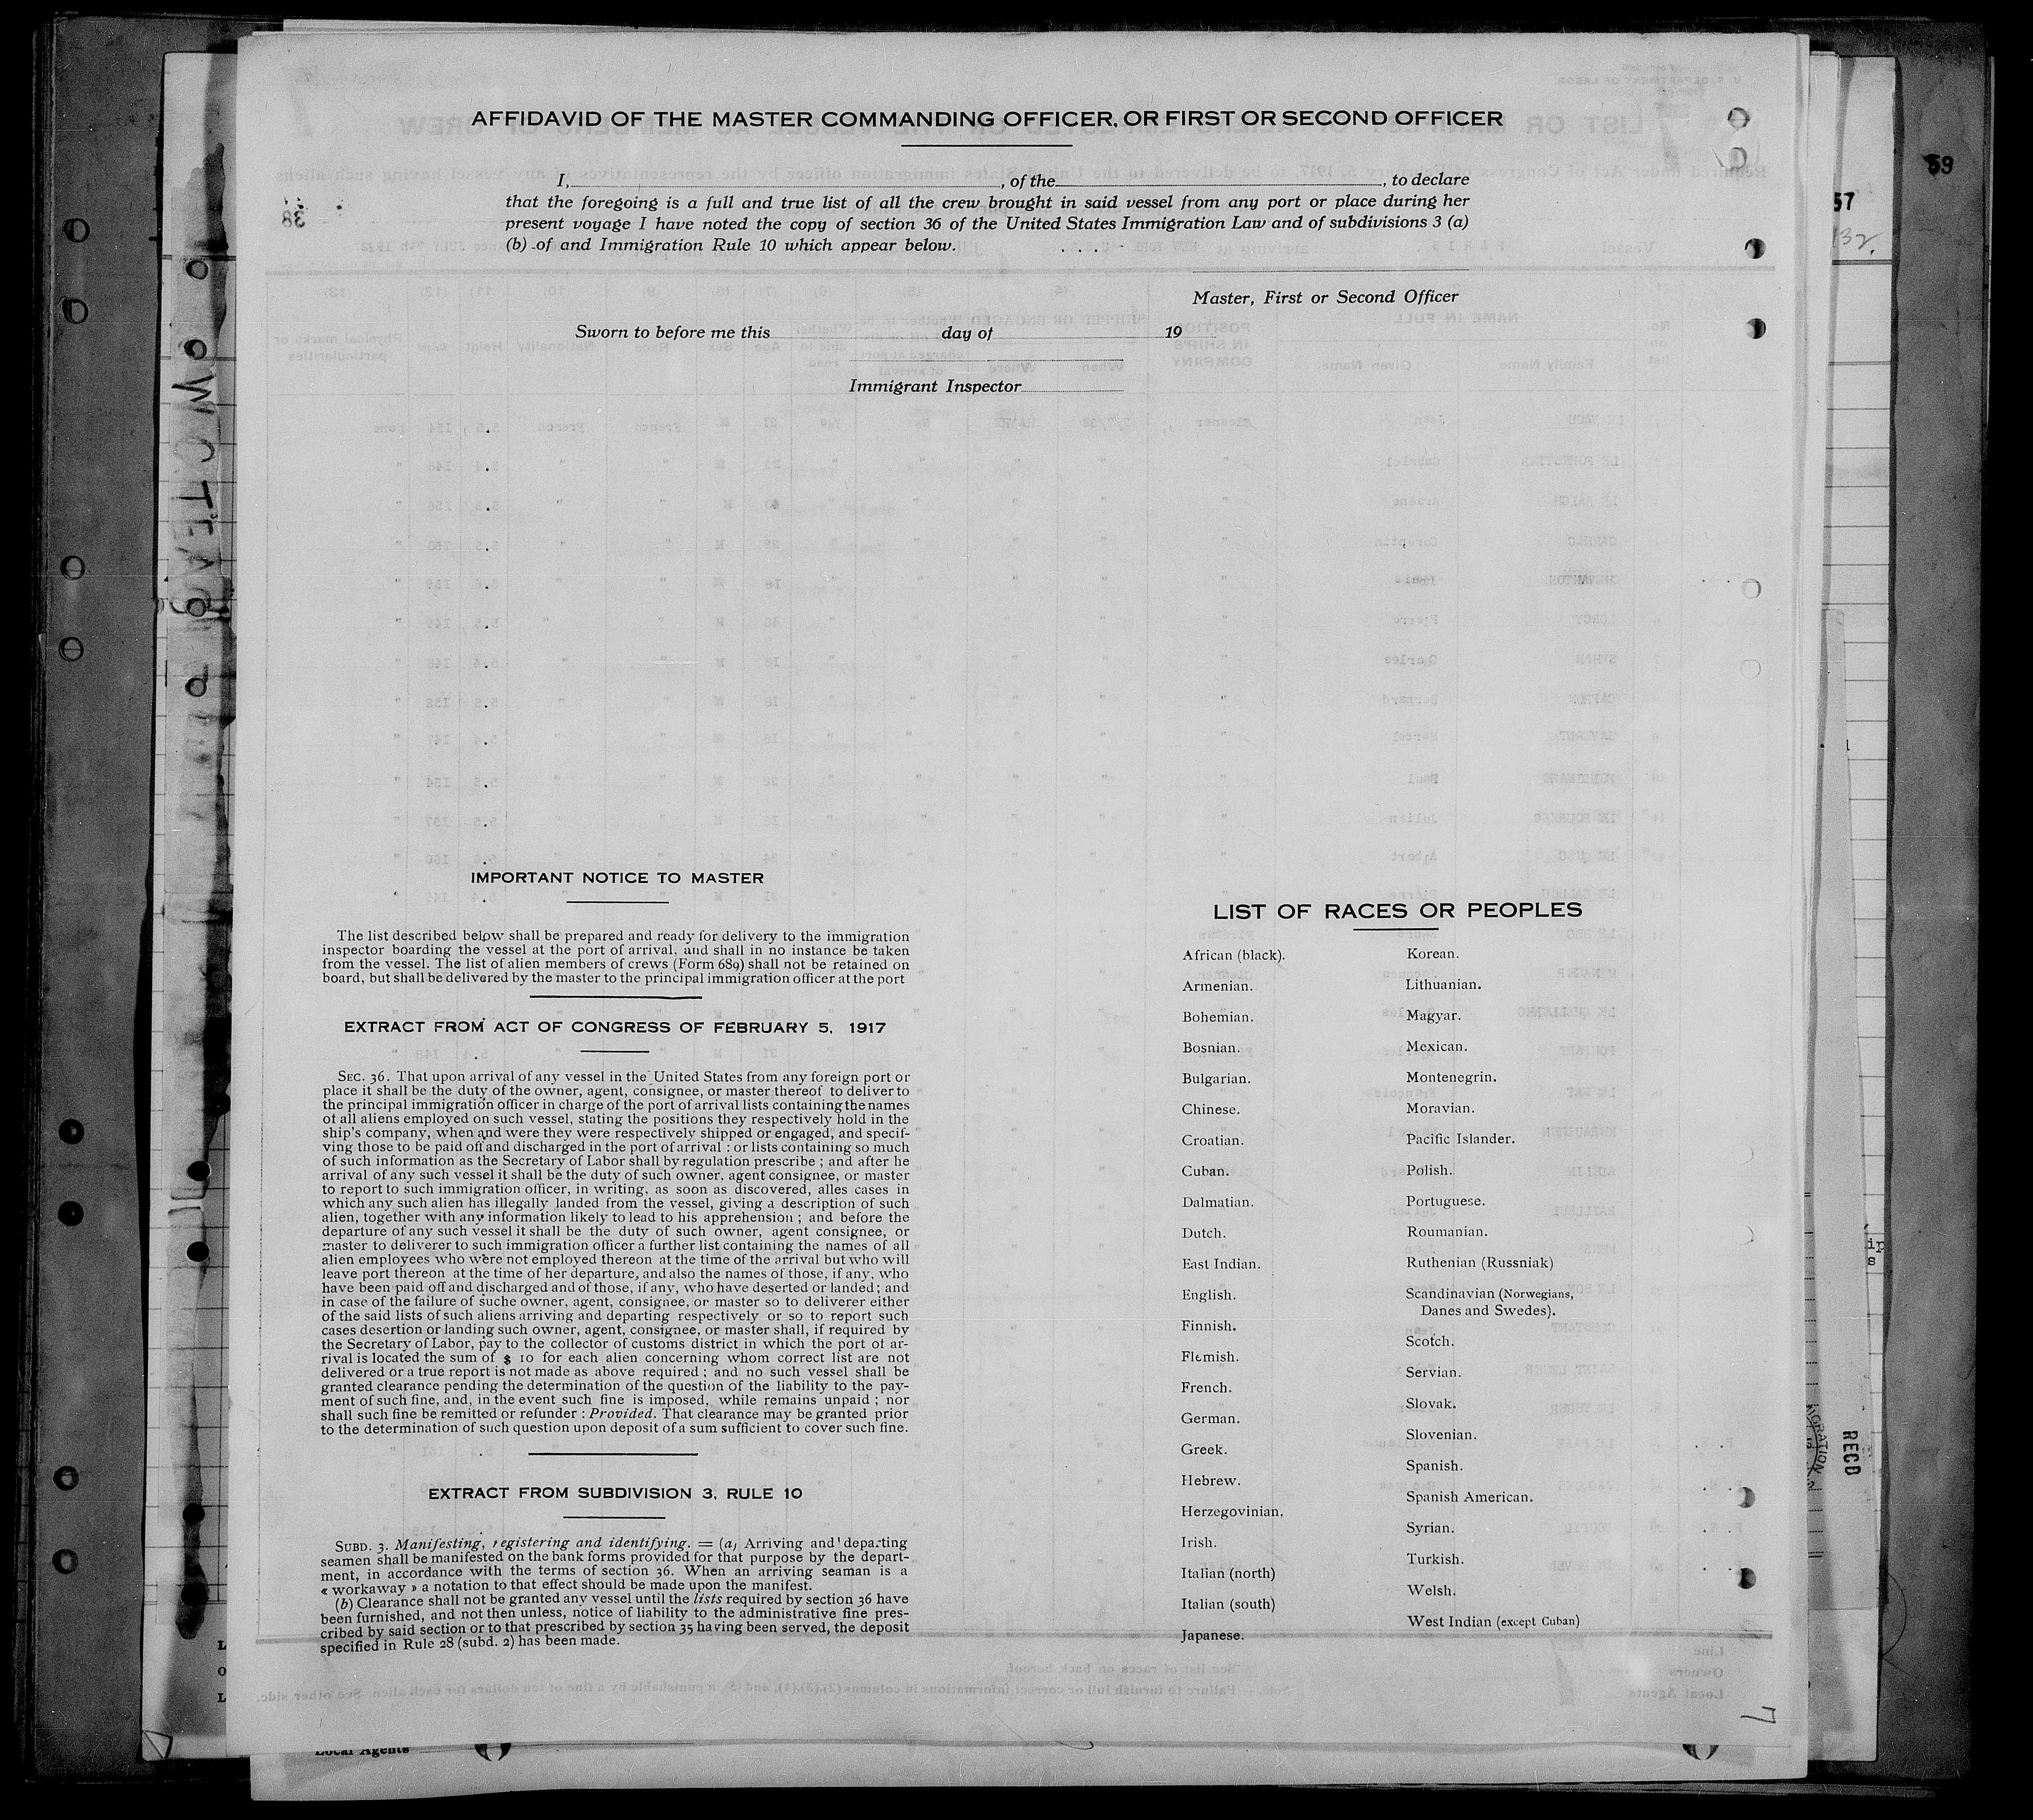 AFFIDAVID OF THE MASTER COMMANDING OFFICER, OR FIRST OR SECOND OFFICER
I, , of the , to declare
that the foregoing is a full and true list of all the crew brought in said vessel from any port or place during her
present voyage I have noted the copy of section 36 of the United States Immigration Law and of subdivisions 3 (a)
(b) of and Immigration Rule 10 which appear below.
Master, First or Second Officer
Sworn to before me this day of 19
Immigrant Inspector
IMPORTANT NOTICE TO MASTER
The list described below shall be prepared and ready for delivery to the immigration
inspector boarding the vessel at the port of arrival, and shall in no instance be taken
from the vessel. The list of alien members of crews (Form 689) shall not be retained on
board, but shall be delivered by the master to the principal immigration officer at the port
EXTRACT FROM ACT OF CONGRESS OF FEBRUARY 5, 1917
SEC. 36. That upon arrival of any vessel in the United States from any foreign port or
place it shall be the duty of the owner, agent, consignee, or master thereof to deliver to
the principal immigration officer in charge of the port of arrival lists containing the names
of all aliens employed on such vessel, stating the positions they respectively hold in the
ship's company, when and were they were respectively shipped or engaged, and specif-
ving those to be paid off and discharged in the port of arrival : or lists containing so much
of such information as the Secretary of Labor shall by regulation prescribe ; and after he
arrival of any such vessel it shall be the duty of such owner, agent consignee, or master
to report to such immigration officer, in writing, as soon as discovered, alles cases in
which any such alien has illegally landed from the vessel, giving a description of such
alien, together with any information likely to lead to his apprehension ; and before the
departure of any such vessel it shall be the duty of such owner, agent consignee, or
master to deliverer to such immigration officer a further list containing the names of all
alien employees who were not employed thereon at the time of the arrival but who will
leave port thereon at the time of her departure, and also the names of those, if any, who
have been paid off and discharged and of those, if any, who have deserted or landed ; and
in case of the failure of suche owner, agent, consignee, or master so to deliverer either
of the said lists of such aliens arriving and departing respectively or so to report such
cases desertion or landing such owner, agent, consignee, or master shall, if required by
the Secretary of Labor, pay to the collector of customs district in which the port of ar-
rival is located the sum of $ 10 for each alien concerning whom correct list are not
delivered or a true report is not made as above required ; and no such vessel shall be
granted clearance pending the determination of the question of the liability to the pay-
ment of such fine, and, in the event such fine is imposed, while remains unpaid ; nor
shall such fine be remitted or refunder : Provided. That clearance may be granted prior
to the determination of such question upon deposit of a sum sufficient to cover such fine.
EXTRACT FROM SUBDIVISION 3, RULE 10
SUBD. 3. Manifesting, registering and identifying. = (a) Arriving and departing
seamen shall be manifested on the bank forms provided for that purpose by the depart-
ment, in accordance with the terms of section 36. When an arriving seaman is a
« workaway » a notation to that effect should be made upon the manifest.
(b) Clearance shall not be granted any vessel until the lists required by section 36 have
been furnished, and not then unless, notice of liability to the administrative fine pres-
cribed by said section or to that prescribed by section 35 having been served, the deposit
specified in Rule 28 (subd. 2) has been made.
LIST OF RACES OR PEOPLES
African (black).
Armenian.
Bohemian.
Bosnian.
Bulgarian.
Chinese.
Croatian.
Cuban.
Dalmatian.
Dutch.
East Indian.
English.
Finnish.
Flemish.
French.
German.
Greek.
Hebrew.
Herzegovinian.
Irish.
Italian (north)
Italian (south)
Japanese.
Korean.
Lithuanian.
Magyar.
Mexican.
Montenegrin.
Moravian.
Pacific Islander.
Polish.
Portuguese.
Roumanian.
Ruthenian (Russniak)
Scandinavian (Norwegians,
Danes and Swedes).
Scotch.
Servian.
Slovak.
Slovenian.
Spanish.
Spanish American.
Syrian.
Turkish.
Welsh.
West Indian (except Cuban)
59
57
132.
RECD
Local Agents
7